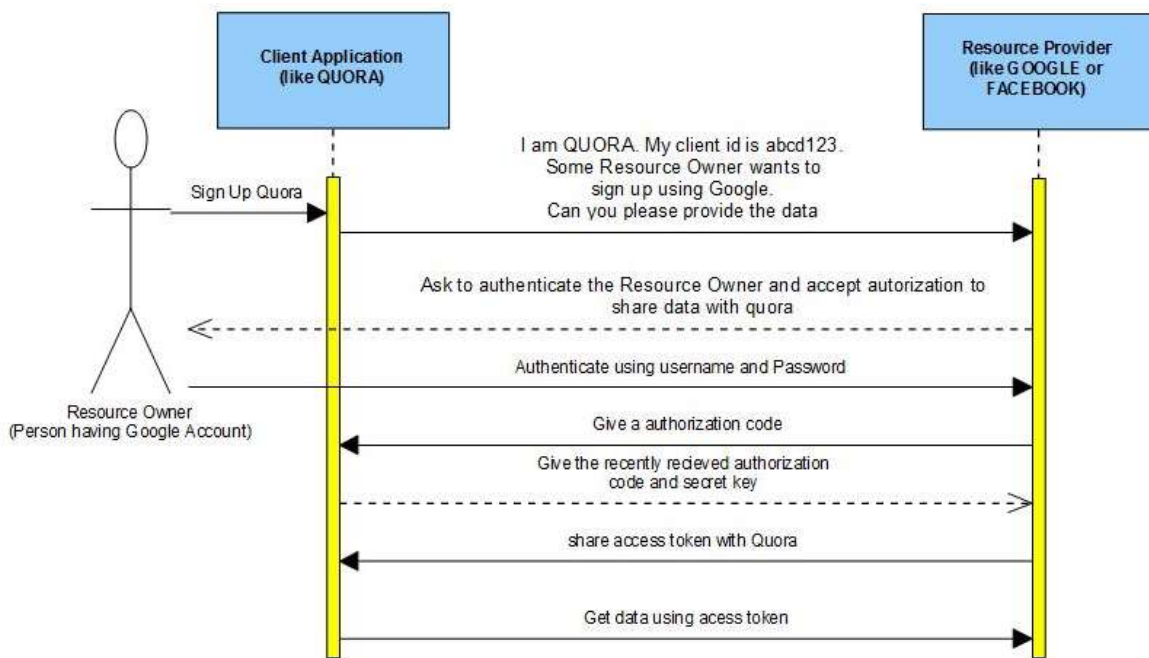 Client Application
(like QUORA)
Resource Provider
(like GOOGLE or
FACEBOOK)
I am QUORA. My client id is abcd123.
Some Resource Owner wants to
sign up using Google.
Can you please provide the data
Sign Up Quora
Ask to authenticate the Resource Owner and accept autorization to
share data with quora
Authenticate using username and Password
Resource Owner
(Person having Google Account)
Give a authorization code
Give the recently recieved authorization
code and secret key
share access token with Quora
Get data using acess token